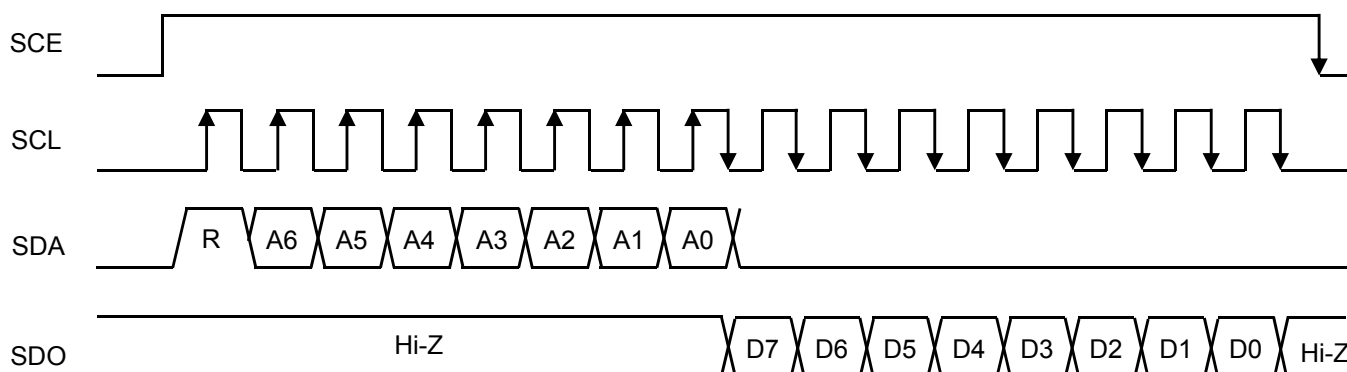 SCE
SCL
SDA R A6 A5 A4 A3 A2 A1 A0
SDO Hi-Z D7 D6 D5 D4 D3 D2 D1 D0 Hi-Z